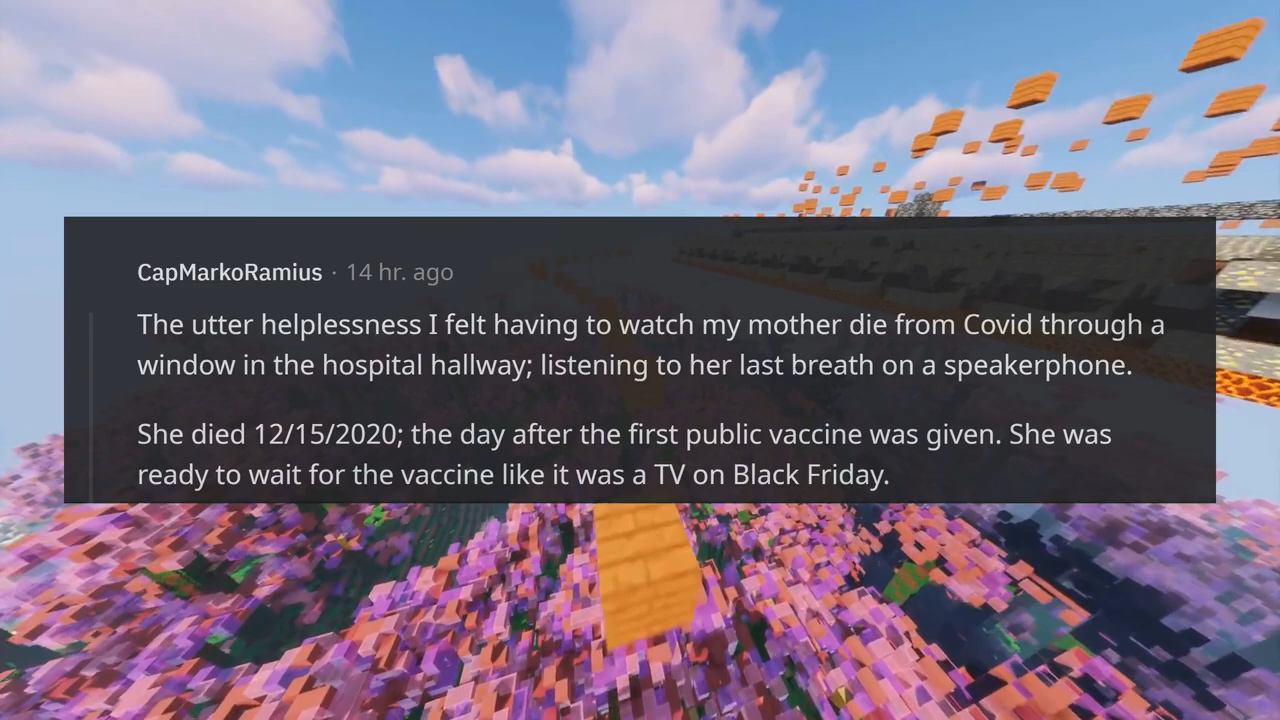 CapMarkoRamius · 14 hr. ago
The utter helplessness I felt having to watch my mother die from Covid through a
window in the hospital hallway; listening to her last breath on a speakerphone.
She died 12/15/2020; the day after the first public vaccine was given. She was
ready to wait for the vaccine like it was a TV on Black Friday.